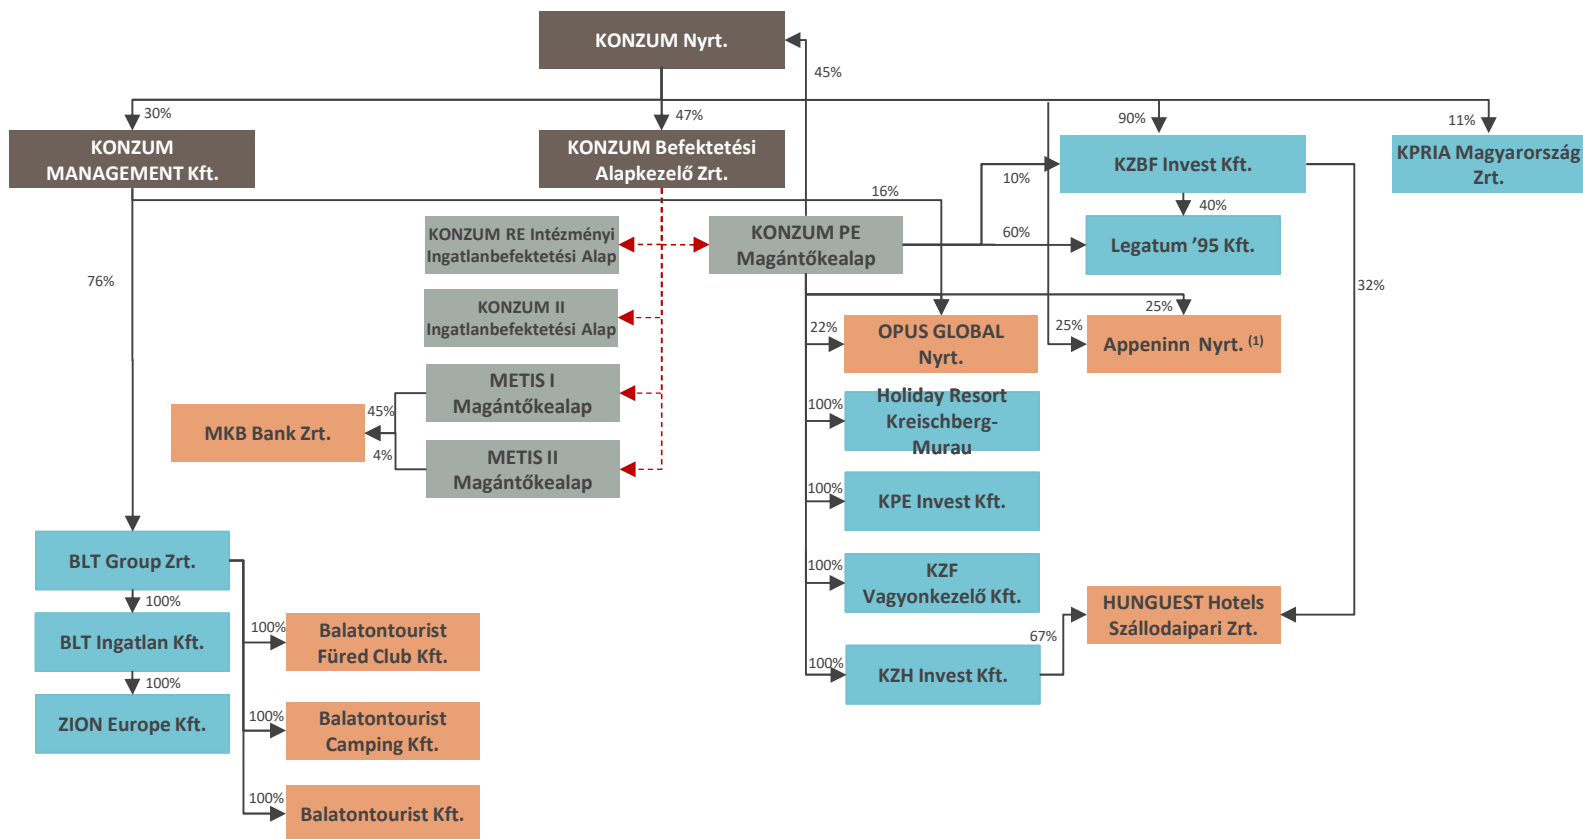 KONZUM Nyrt.
45%
30%
47%
90%
11%
KONZUM
MANAGEMENT Kft.
KONZUM Befektetési
Alapkezelő Zrt.
KZBF Invest Kft.
KPRIA Magyarország
Zrt.
16%
10%
40%
KONZUM RE Intézményi
Ingatlanbefektetési Alap
KONZUM PE
Magántőkealap
60%
Legatum ’95 Kft.
76%
32%
KONZUM II
Ingatlanbefektetési Alap
22%
OPUS GLOBAL
Nyrt.
25%
25%
25%
Appeninn Nyrt. (1)
METIS I
Magántőkealap
45%
MKB Bank Zrt.
4%
METIS II
Magántőkealap
100%
Holiday Resort
Kreischberg-
Murau
100%
KPE Invest Kft.
BLT Group Zrt.
100%
KZF
Vagyonkezelő Kft.
100%
HUNGUEST Hotels
Szállodaipari Zrt.
67%
BLT Ingatlan Kft.
100%
Balatontourist
Füred Club Kft.
100%
KZH Invest Kft.
100%
ZION Europe Kft.
100%
Balatontourist
Camping Kft.
100%
Balatontourist Kft.